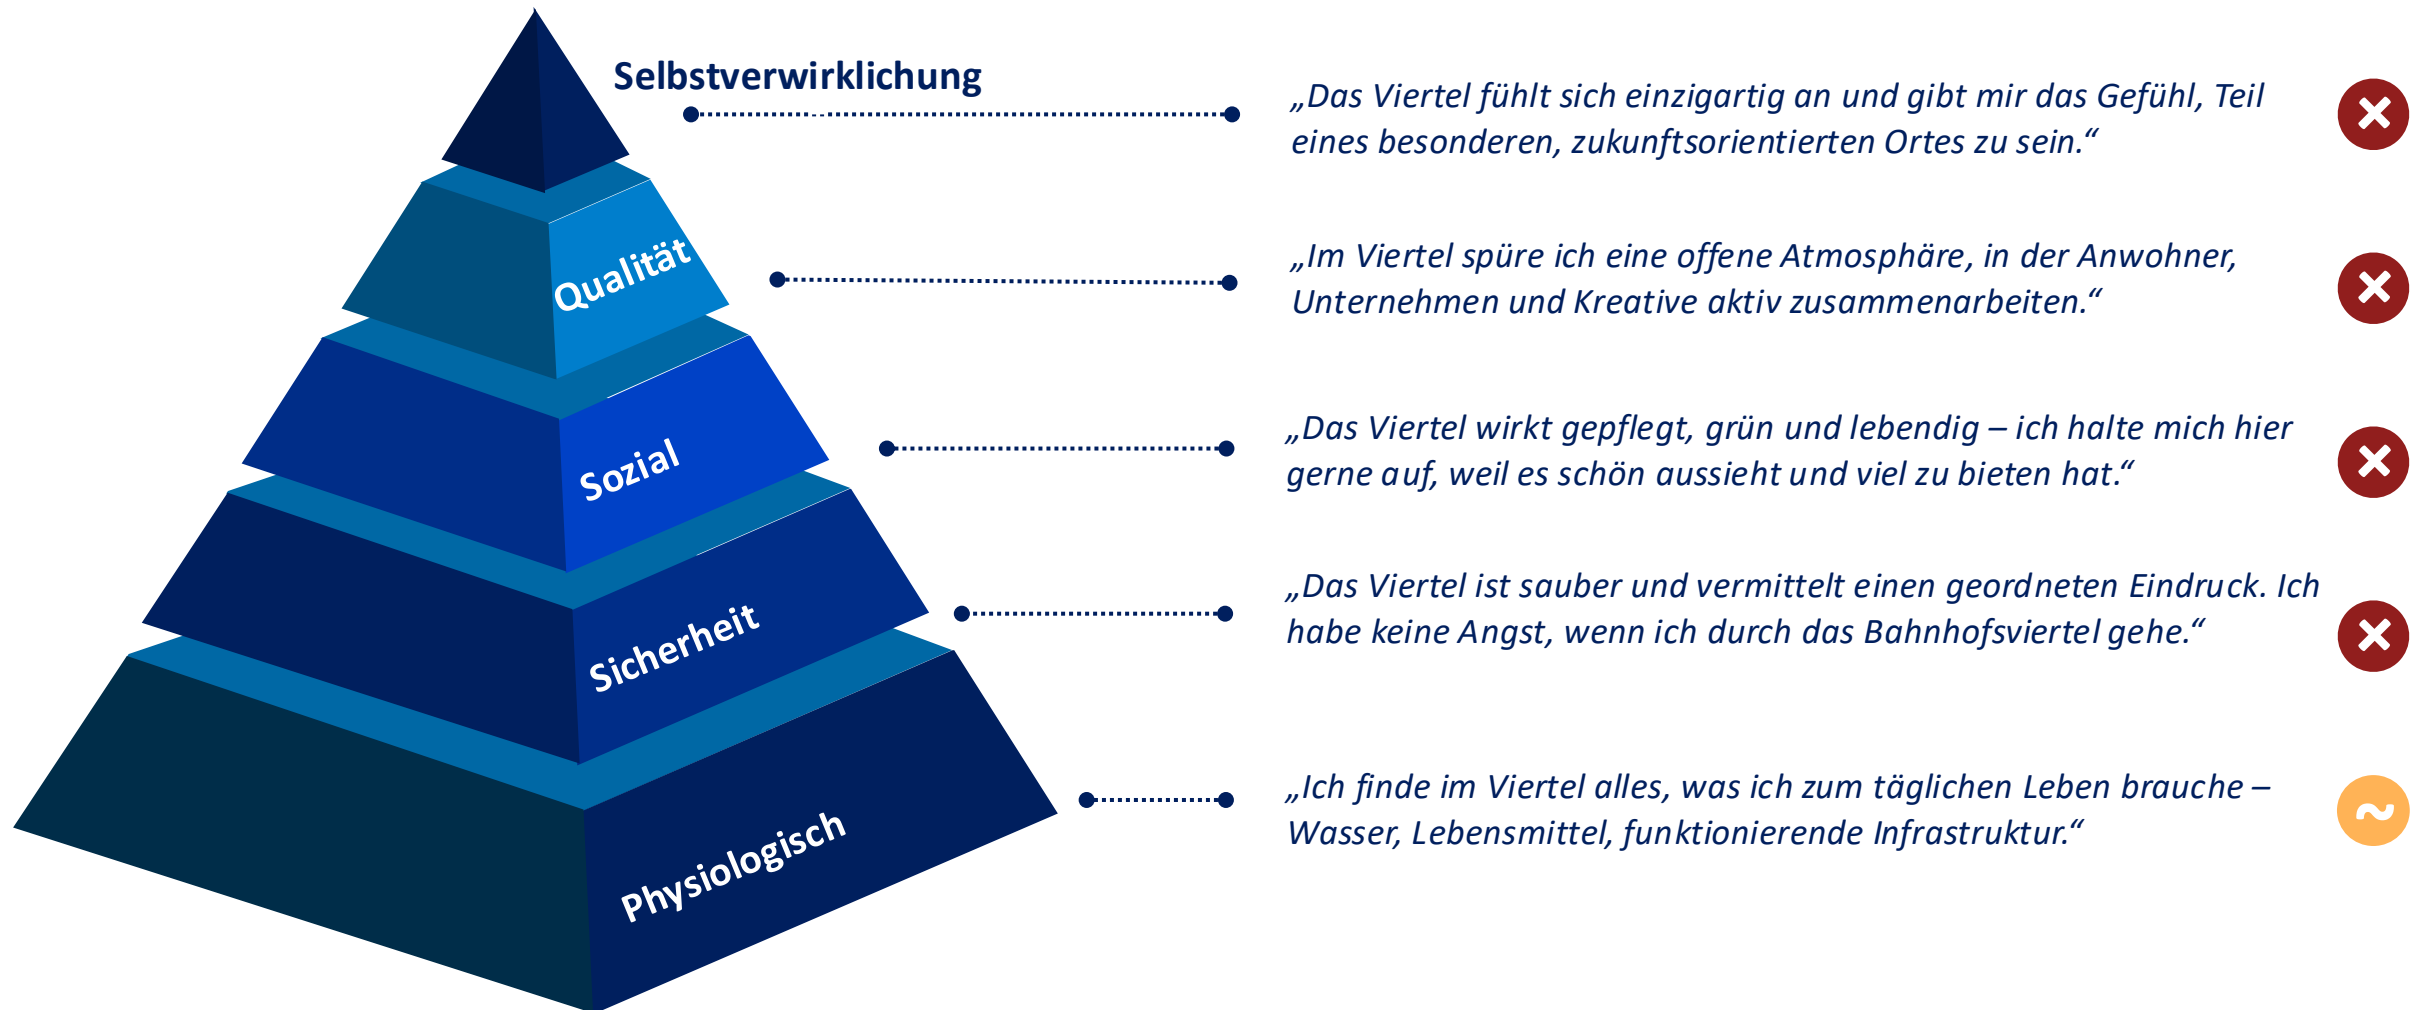 Selbstverwirklichung
„Das Viertel fühlt sich einzigartig an und gibt mir das Gefühl, Teil
eines besonderen, zukunftsorientierten Ortes zu sein.“
Qualität
„Im Viertel spüre ich eine offene Atmosphäre, in der Anwohner,
Unternehmen und Kreative aktiv zusammenarbeiten.“
Sozial
„Das Viertel wirkt gepflegt, grün und lebendig – ich halte mich hier
gerne auf, weil es schön aussieht und viel zu bieten hat.“
Sicherheit
„Das Viertel ist sauber und vermittelt einen geordneten Eindruck. Ich
habe keine Angst, wenn ich durch das Bahnhofsviertel gehe.“
Physiologisch
„Ich finde im Viertel alles, was ich zum täglichen Leben brauche –
Wasser, Lebensmittel, funktionierende Infrastruktur.“
~